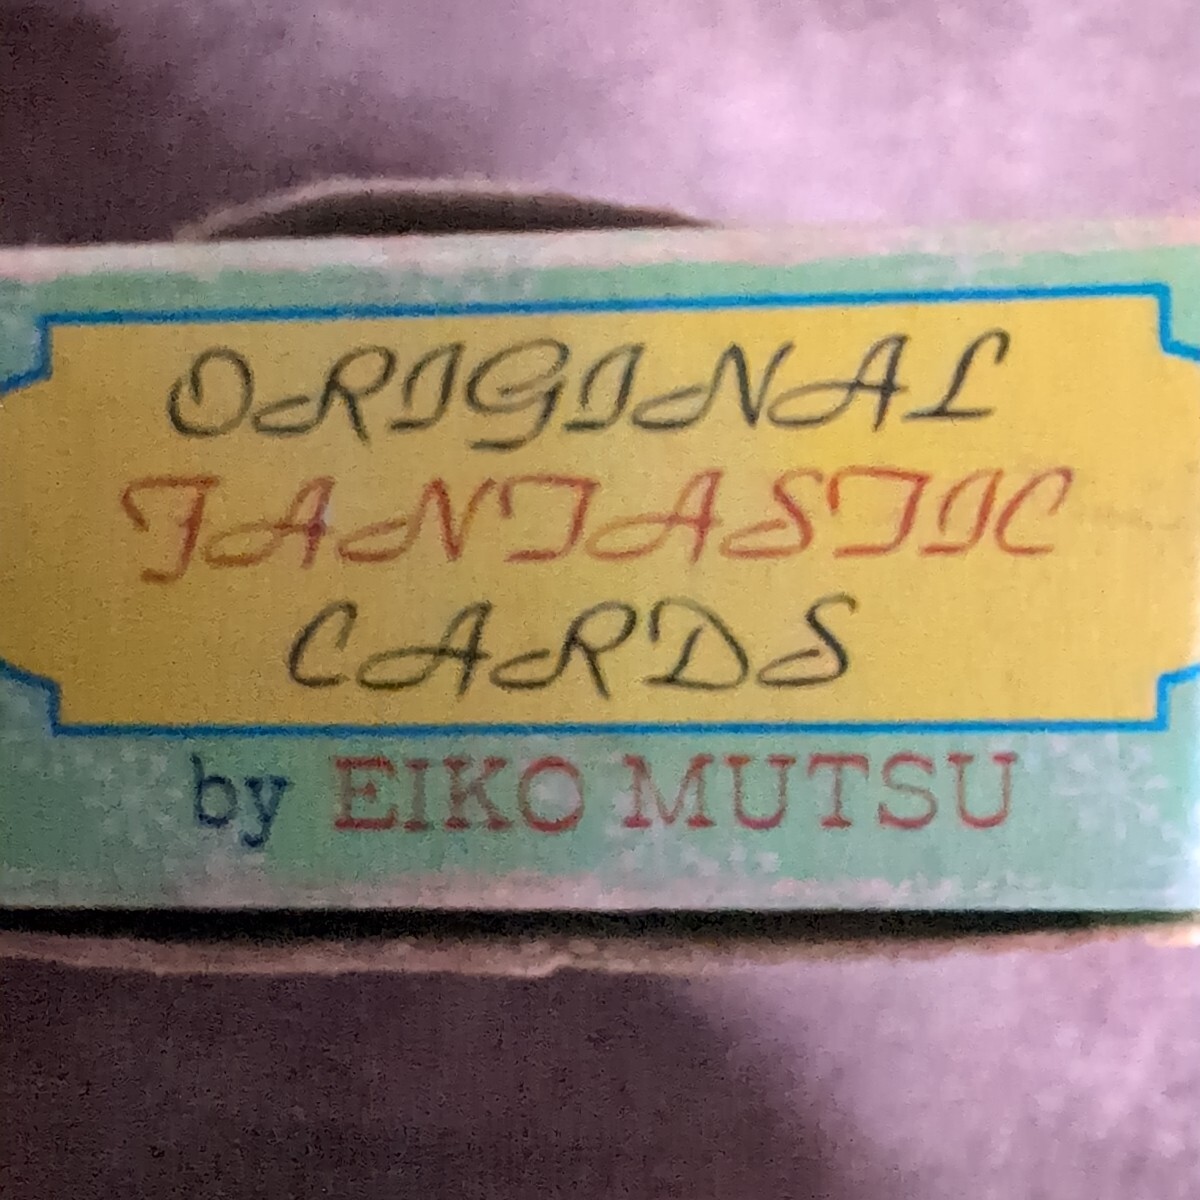 ORIGINAL
FANTASTIC
CARDS
by EIKO MUTSU